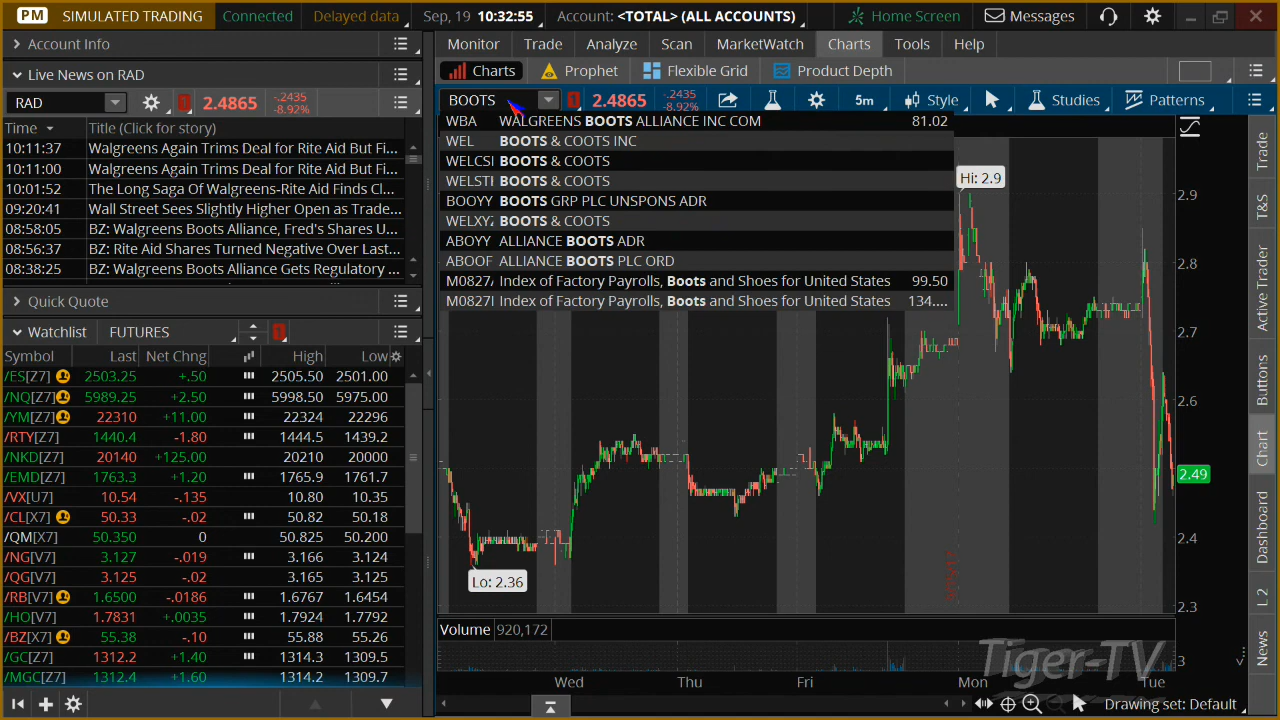 PM SIMULATED TRADING Connected Delayed data Sep, 19 10:32:55 Account: <TOTAL> (ALL ACCOUNTS) Home Screen Messages
Account Info
Live News on RAD
RAD 1 2.4865 -.2435 -8.92%
Time Title (Click for story)
10:11:37 Walgreens Again Trims Deal for Rite Aid But Fi...
10:11:00 Walgreens Again Trims Deal for Rite Aid But Fi...
10:01:52 The Long Saga Of Walgreens-Rite Aid Finds Cl...
09:20:41 Wall Street Sees Slightly Higher Open as Trade...
08:58:05 BZ: Walgreens Boots Alliance, Fred's Shares U...
08:56:37 BZ: Rite Aid Shares Turned Negative Over Last...
08:38:25 BZ: Walgreens Boots Alliance Gets Regulatory ...
Quick Quote
Watchlist FUTURES 1
Symbol Last Net Chng High Low
/ES[Z7] 2503.25 +.50 2505.50 2501.00
/NQ[Z7] 5989.25 +2.50 5998.50 5975.00
/YM[Z7] 22310 +11.00 22324 22296
/RTY[Z7] 1440.4 -1.80 1444.5 1439.2
/NKD[Z7] 20140 +125.00 20210 20000
/EMD[Z7] 1763.3 +1.20 1765.9 1761.7
/VX[U7] 10.54 -.135 10.80 10.35
/CL[X7] 50.33 -.02 50.82 50.18
/QM[X7] 50.350 0 50.825 50.200
/NG[V7] 3.127 -.019 3.166 3.124
/QG[V7] 3.125 -.02 3.165 3.125
/RB[V7] 1.6500 -.0186 1.6767 1.6454
/HO[V7] 1.7831 +.0035 1.7924 1.7792
/BZ[X7] 55.38 -.10 55.88 55.26
/GC[Z7] 1312.2 +1.40 1314.3 1309.5
/MGC[Z7] 1312.4 +1.60 1314.2 1309.7
Monitor Trade Analyze Scan MarketWatch Charts Tools Help
Charts Prophet Flexible Grid Product Depth
BOOTS 1 2.4865 -.2435 -8.92% 5m Style Studies Patterns
WBA WALGREENS BOOTS ALLIANCE INC COM 81.02
WEL BOOTS & COOTS INC
WELCSI BOOTS & COOTS
WELSTI BOOTS & COOTS
BOOYY BOOTS GRP PLC UNSPONS ADR
WELXYZ BOOTS & COOTS
ABOYY ALLIANCE BOOTS ADR
ABOOF ALLIANCE BOOTS PLC ORD
M0827 Index of Factory Payrolls, Boots and Shoes for United States 99.50
M0827 Index of Factory Payrolls, Boots and Shoes for United States 134....
Hi: 2.9
2.9
2.8
2.7
2.6
2.49
2.4
2.3
Lo: 2.36
Volume 920,172
3
Wed Thu Fri Mon Tue
Tiger-TV
Drawing set: Default
Trade
T&S
Active Trader
Buttons
Chart
Dashboard
L 2
News